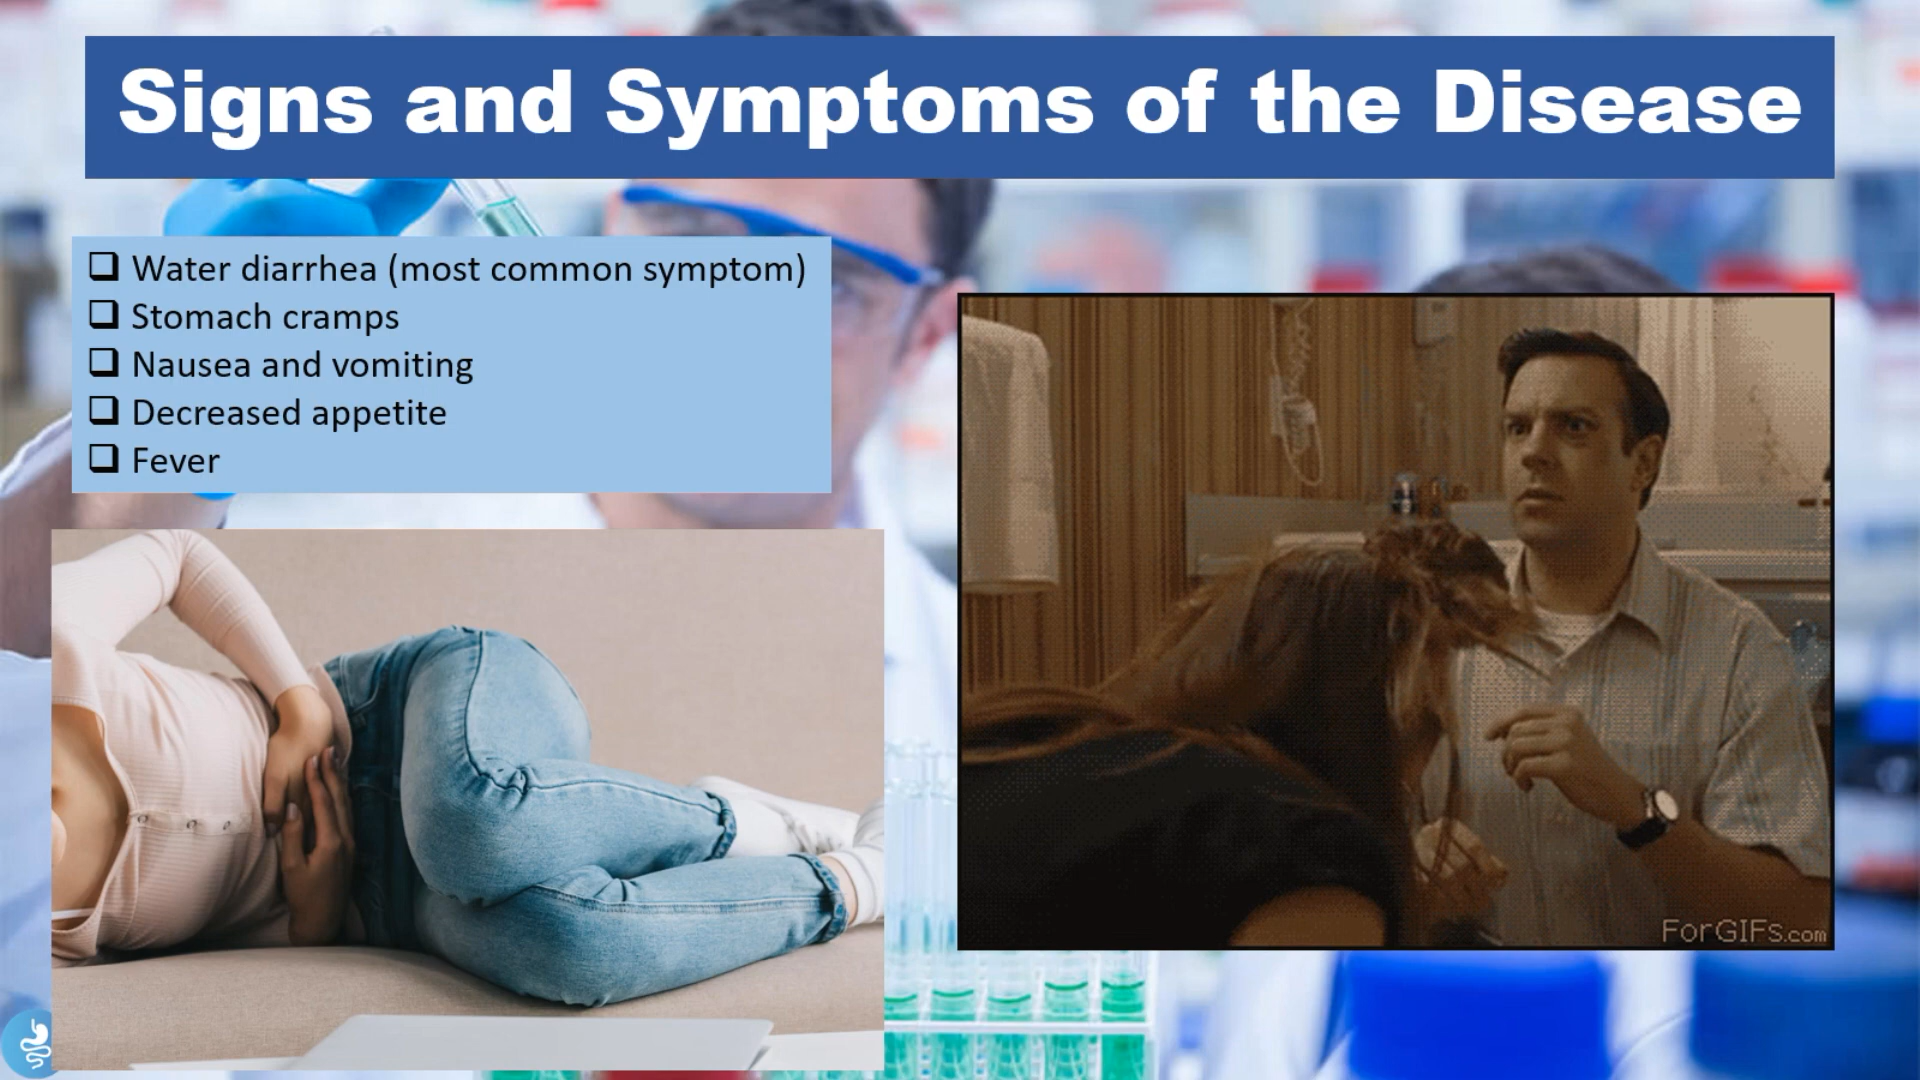 Signs and Symptoms of the Disease
Water diarrhea (most common symptom)
Stomach cramps
Nausea and vomiting
Decreased appetite
Fever
ForGIFs.com